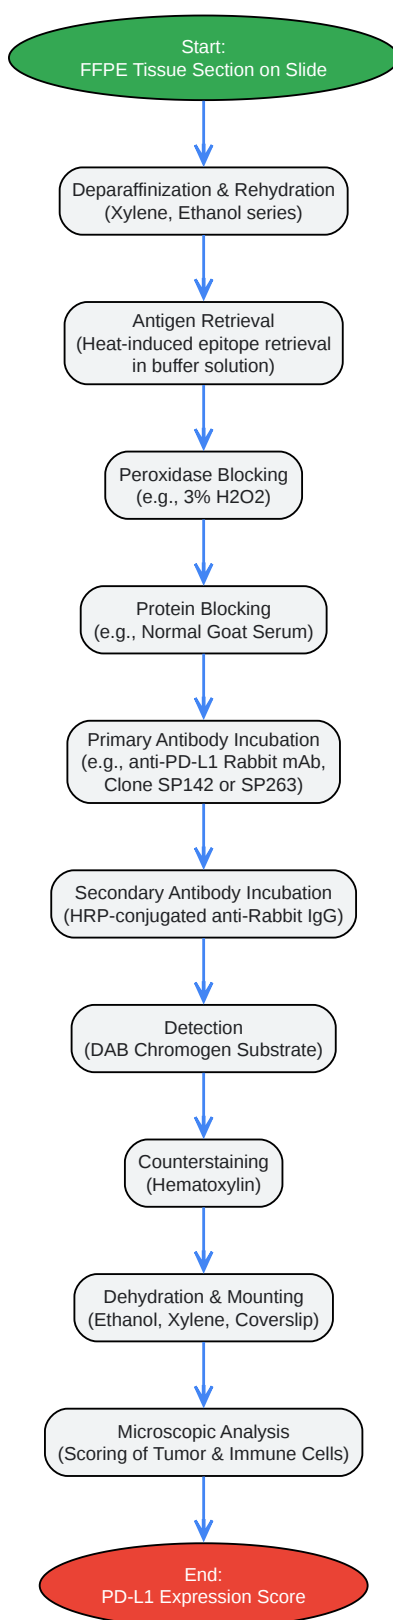 Start:
FFPE Tissue Section on Slide
Deparaffinization & Rehydration
(Xylene, Ethanol series)
Antigen Retrieval
(Heat-induced epitope retrieval
in buffer solution)
Peroxidase Blocking
(e.g., 3% H2O2)
Protein Blocking
(e.g., Normal Goat Serum)
Primary Antibody Incubation
(e.g., anti-PD-L1 Rabbit mAb,
Clone SP142 or SP263)
Secondary Antibody Incubation
(HRP-conjugated anti-Rabbit IgG)
Detection
(DAB Chromogen Substrate)
Counterstaining
(Hematoxylin)
Dehydration & Mounting
(Ethanol, Xylene, Coverslip)
Microscopic Analysis
(Scoring of Tumor & Immune Cells)
End:
PD-L1 Expression Score